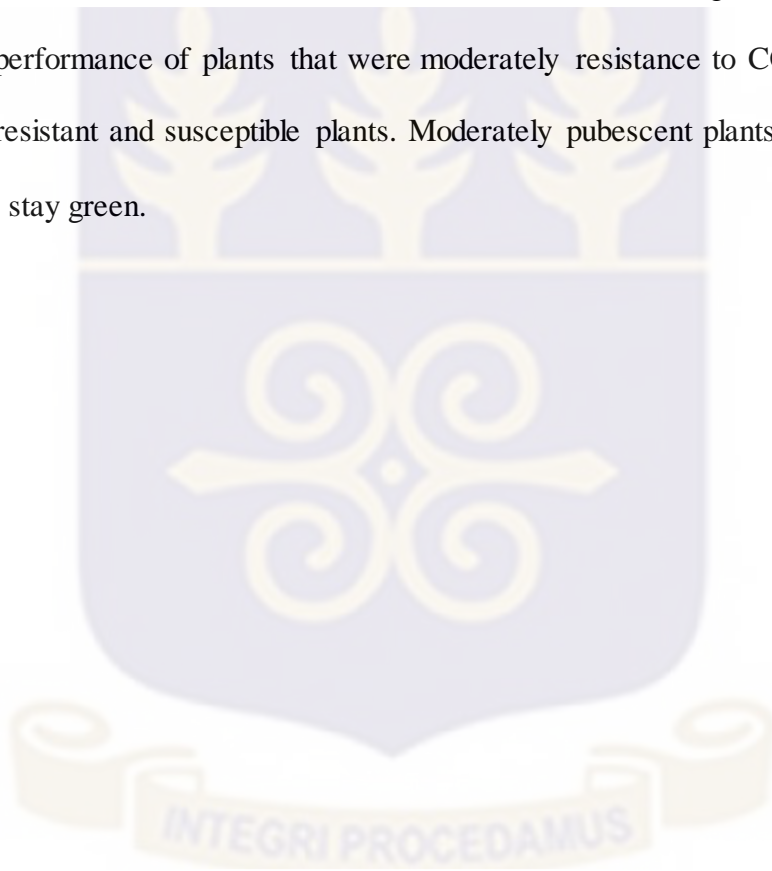 performance of plants that were moderately resistance to
resistant and susceptible plants. Moderately pubescent plants
stay green.
INTEGRI PROCEDAMUS